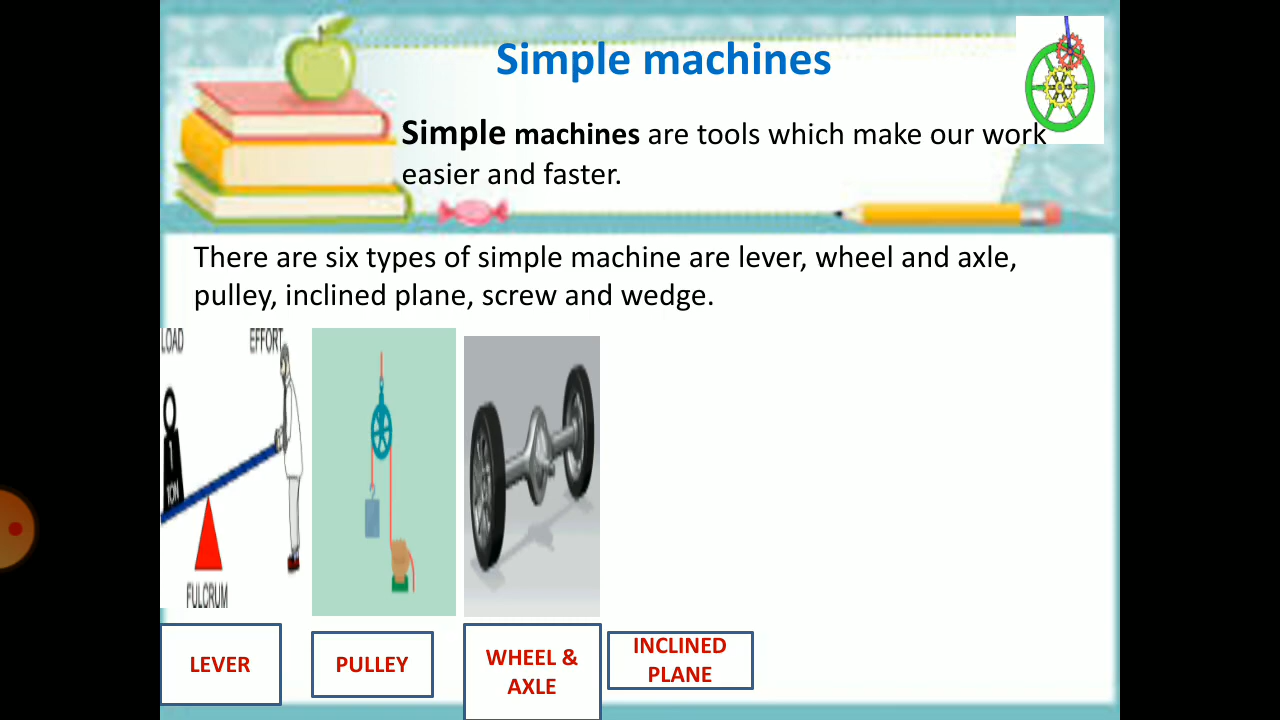 Simple machines
Simple machines are tools which make our work
easier and faster.
There are six types of simple machine are lever, wheel and axle,
pulley, inclined plane, screw and wedge.
LOAD
EFFORT
1
TON
FULCRUM
LEVER
PULLEY
WHEEL &
AXLE
INCLINED
PLANE